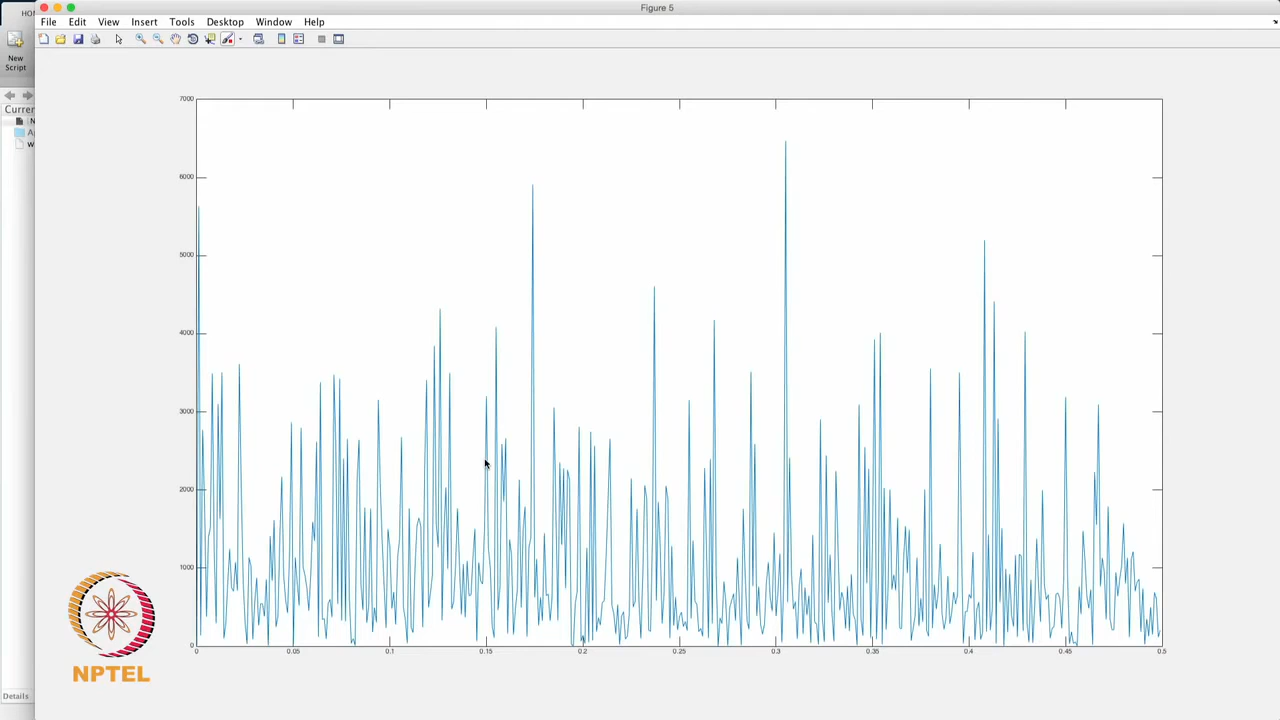 Figure 5
HO
File Edit View Insert Tools Desktop Window Help
New
Script
Curren
N
A
w
7000
6000
5000
4000
3000
2000
1000
0
0 0.05 0.1 0.15 0.2 0.25 0.3 0.35 0.4 0.45 0.5
NPTEL
Details